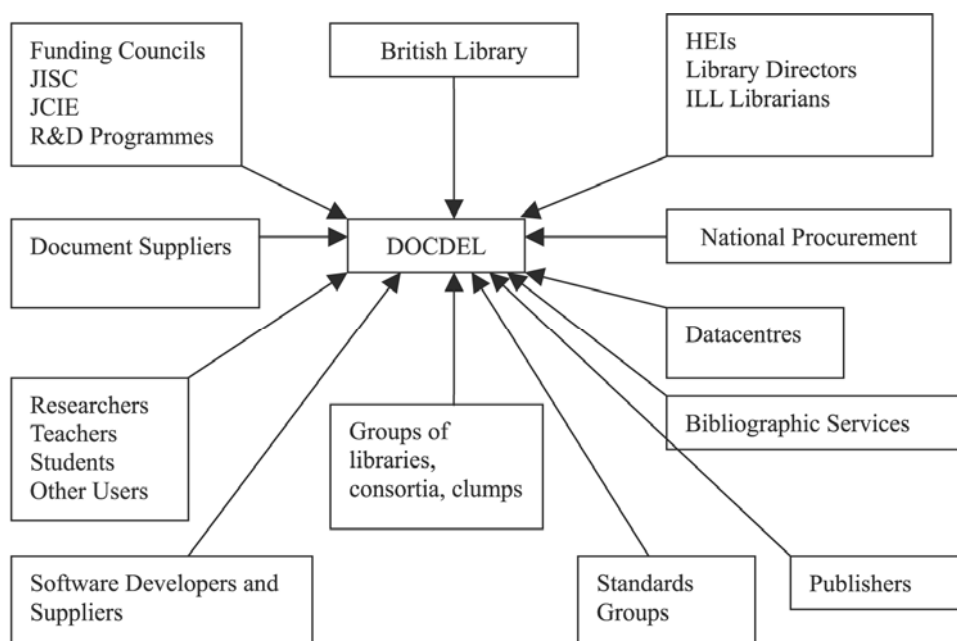 Funding Councils
JISC
JCIE
R&D Programmes
British Library
HEIs
Library Directors
ILL Librarians
Document Suppliers
DOCDEL
National Procurement
Datacentres
Researchers
Teachers
Students
Other Users
Groups of
libraries,
consortia, clumps
Bibliographic Services
Software Developers and
Suppliers
Standards
Groups
Publishers